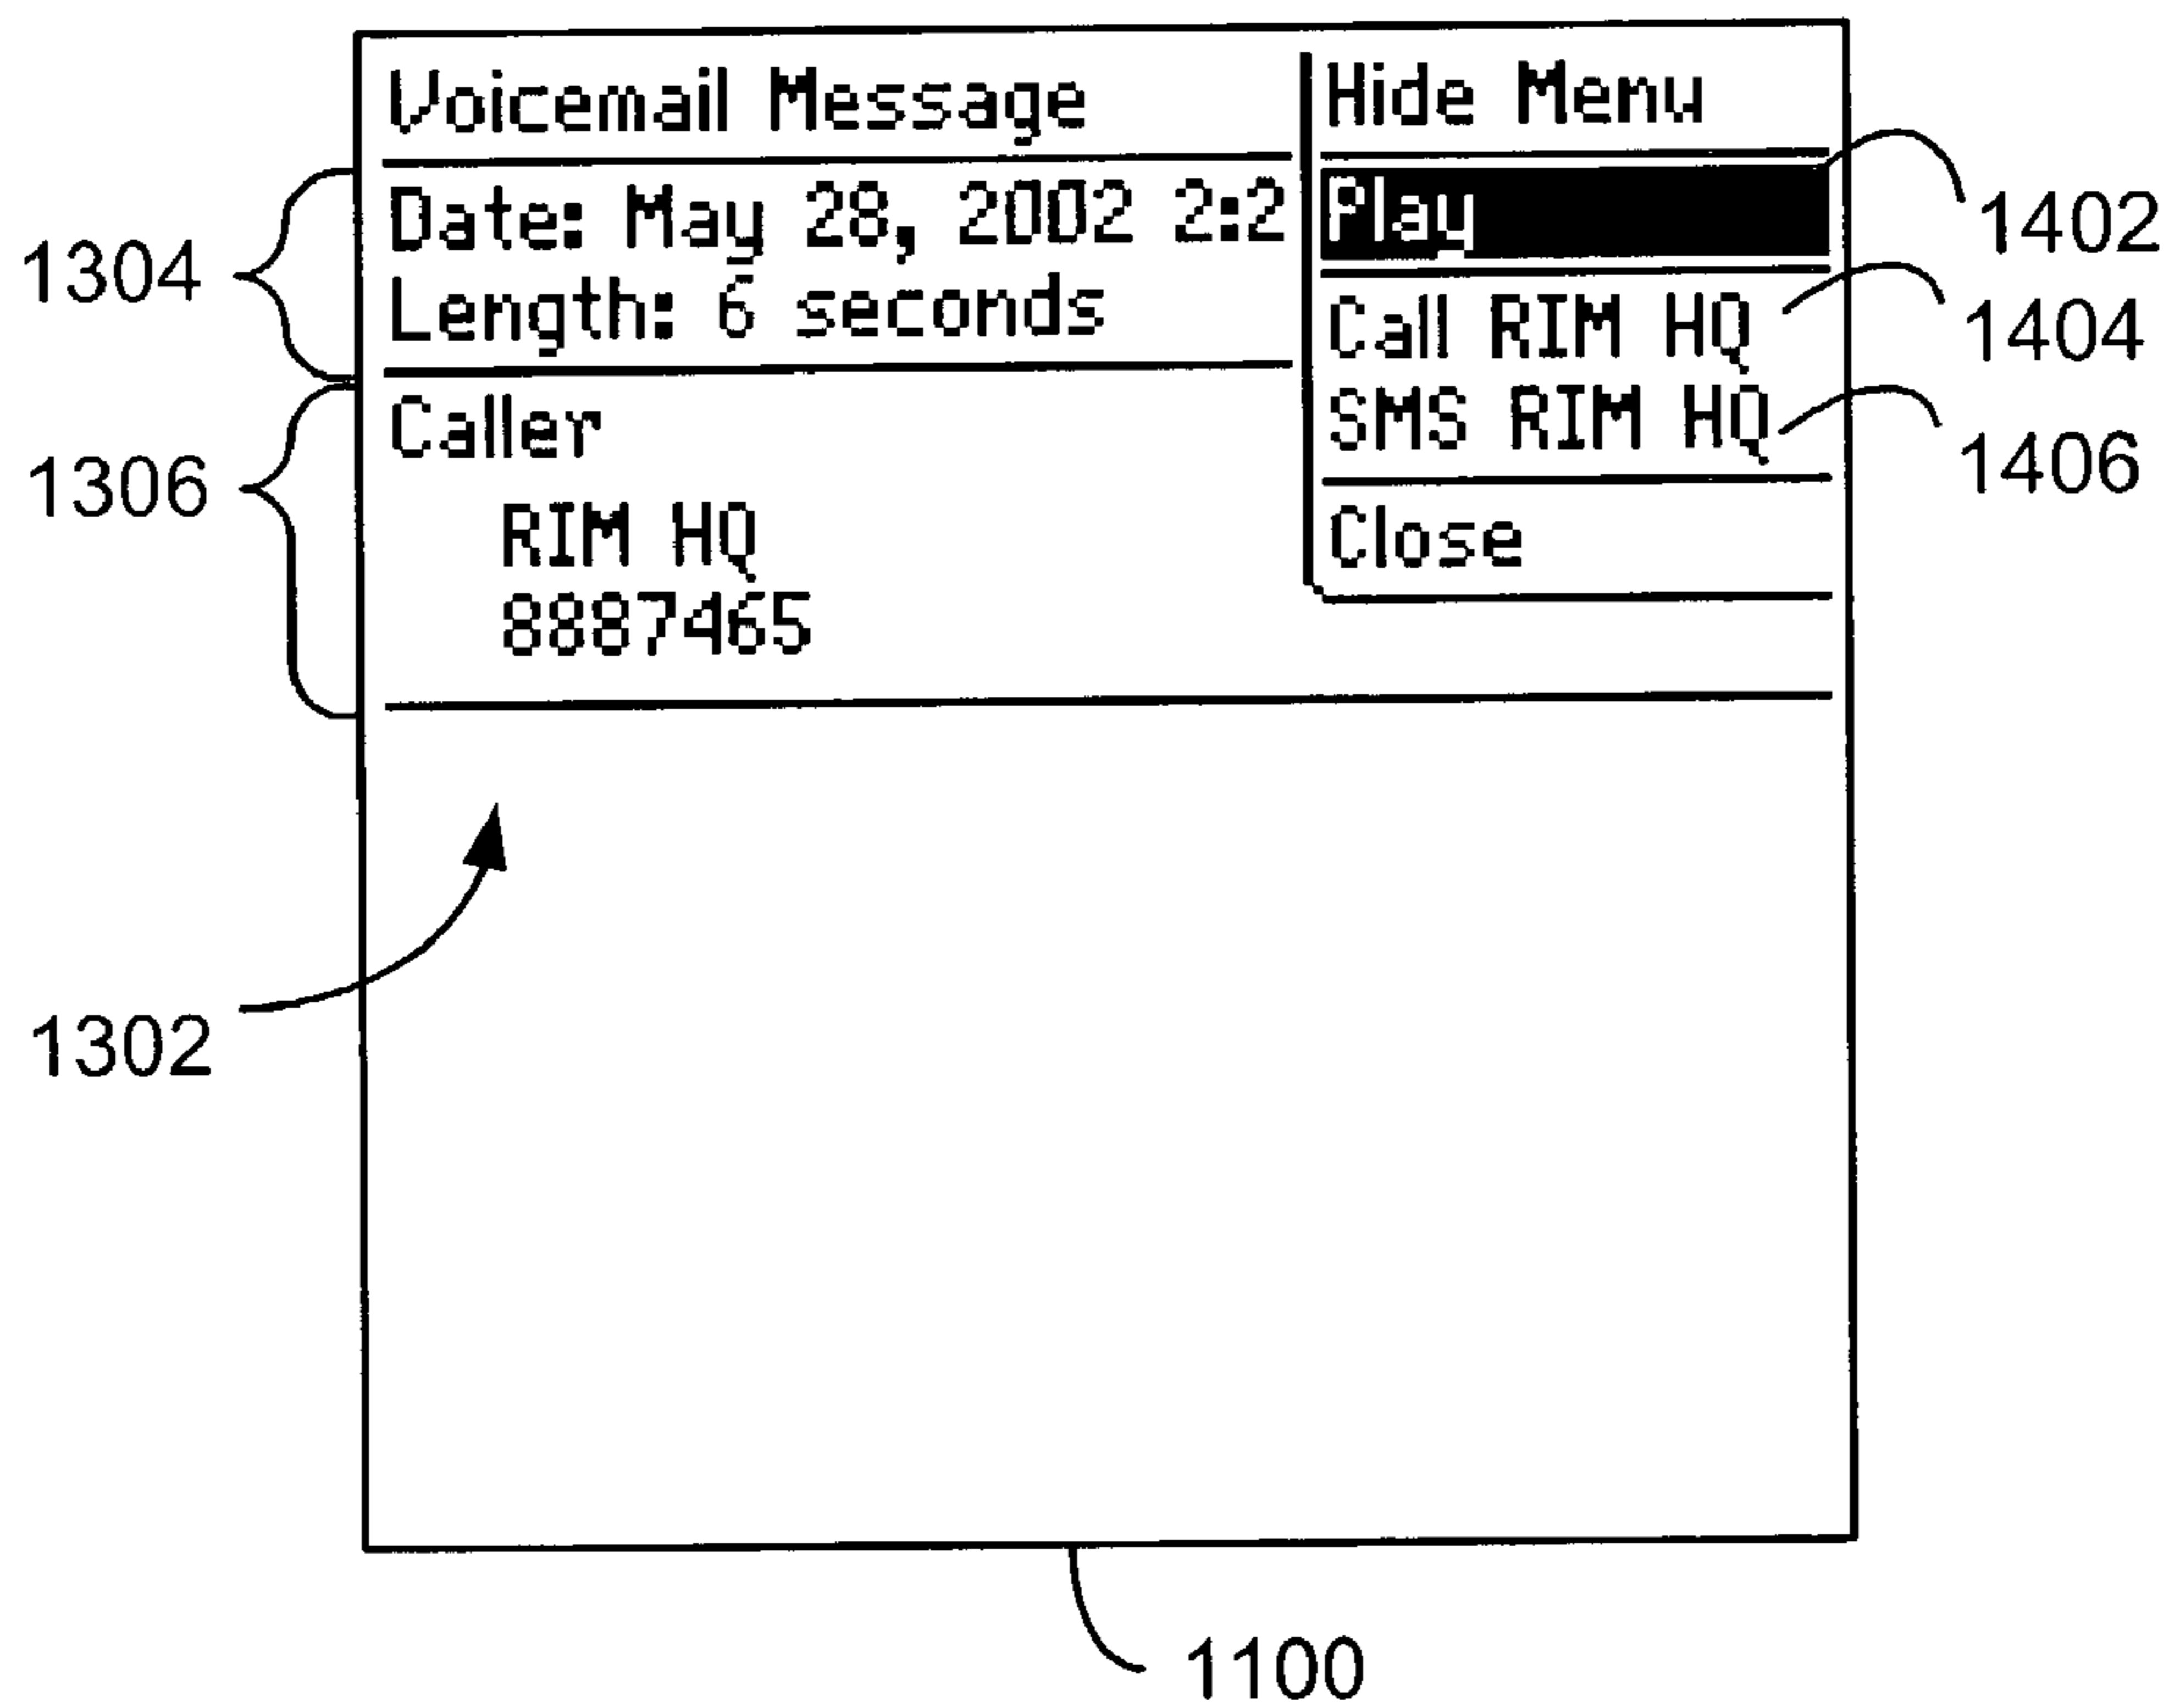 Voicemail Message
Hide Menu
Date: May 28, 2002 2:2
Play
Length: 6 seconds
Call RIM HQ
Caller
SMS RIM HQ
RIM HQ
Close
8887465
1304
1306
1302
1402
1404
1406
1100